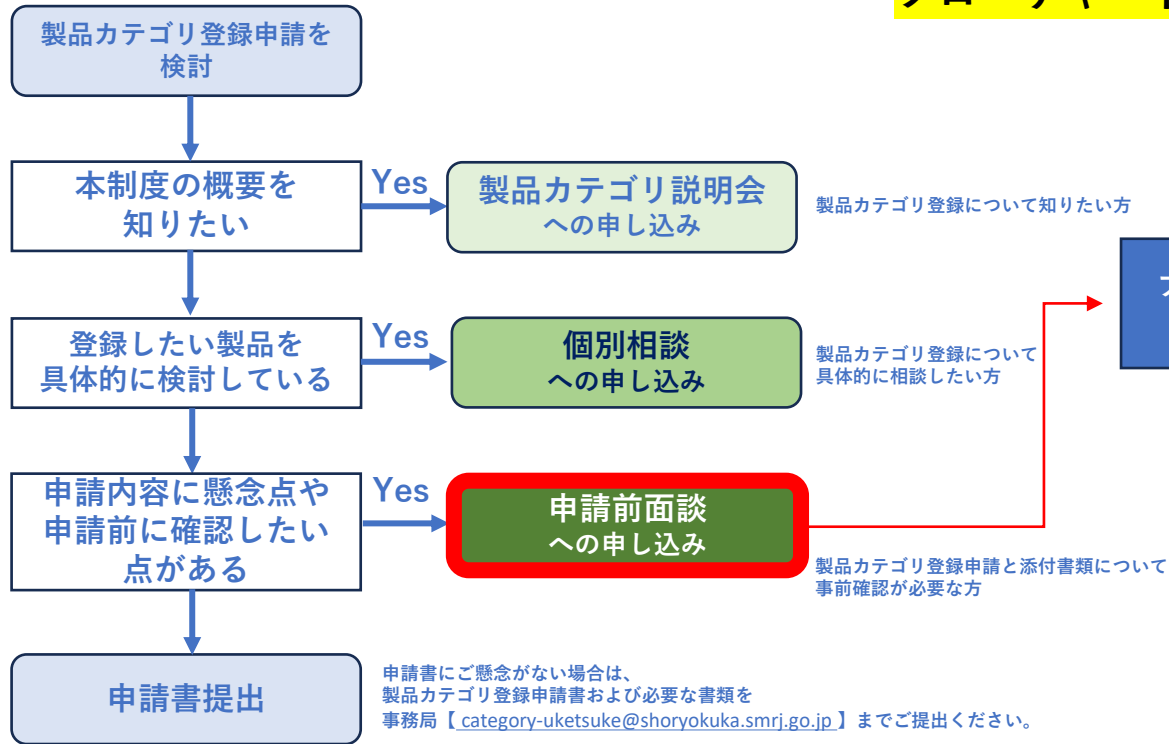 製品カテゴリ登録申請を
検討
本制度の概要を
知りたい
Yes
製品カテゴリ説明会
への申し込み
製品カテゴリ登録について知りたい方
登録したい製品を
具体的に検討している
Yes
個別相談
への申し込み
製品カテゴリ登録について
具体的に相談したい方
申請内容に懸念点や
申請前に確認したい
点がある
Yes
申請前面談
への申し込み
製品カテゴリ登録申請と添付書類について
事前確認が必要な方
申請書提出
申請書にご懸念がない場合は、
製品カテゴリ登録申請書および必要な書類を
事務局【 category-uketsuke@shoryokuka.smrj.go.jp 】までご提出ください。